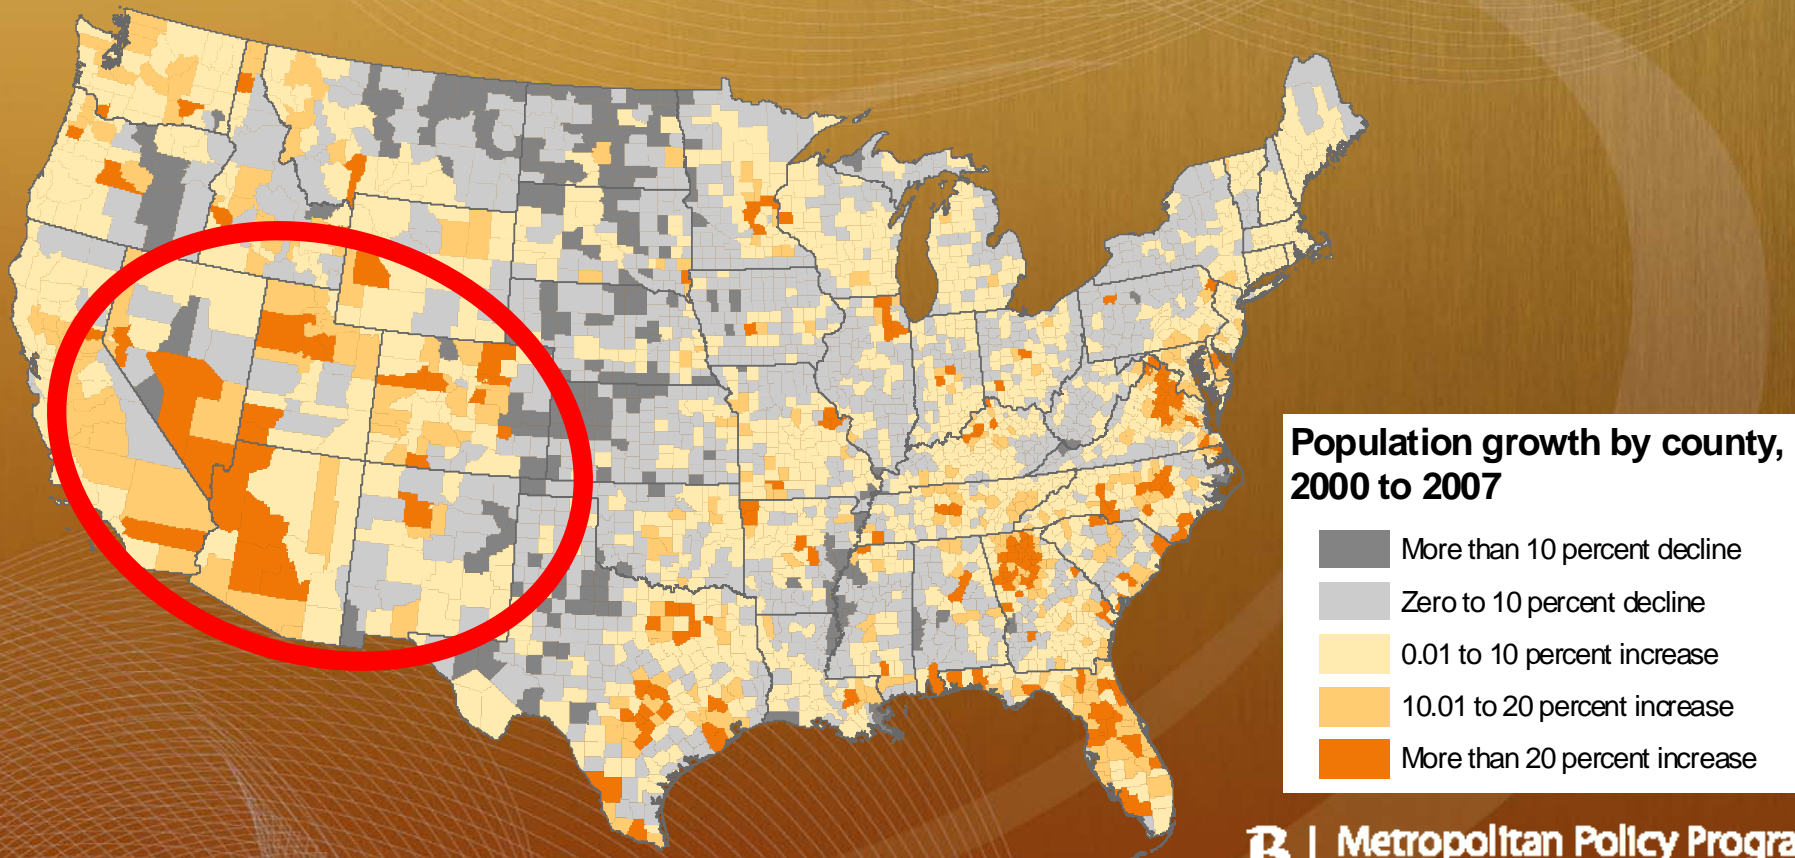 Population growth by county,
2000 to 2007
More than 10 percent decline
Zero to 10 percent decline
0.01 to 10 percent increase
10.01 to 20 percent increase
More than 20 percent increase
B | Metropolitan Policy Progra